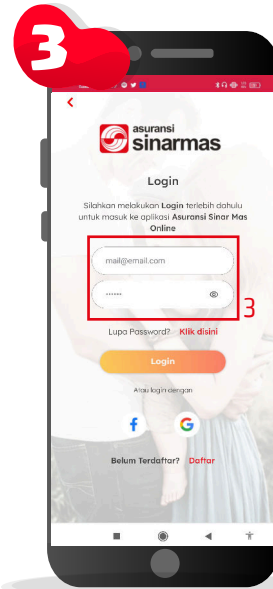 3
asuransi
sinarmas
Login
Silahkan melakukan Login terlebih dahulu
untuk masuk ke aplikasi Asuransi Sinar Mas
Online
mail@email.com
······
3
Lupa Password? Klik disini
Login
Atau login dengan
f G
Belum Terdaftar? Daftar